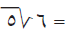 = ٦√٥